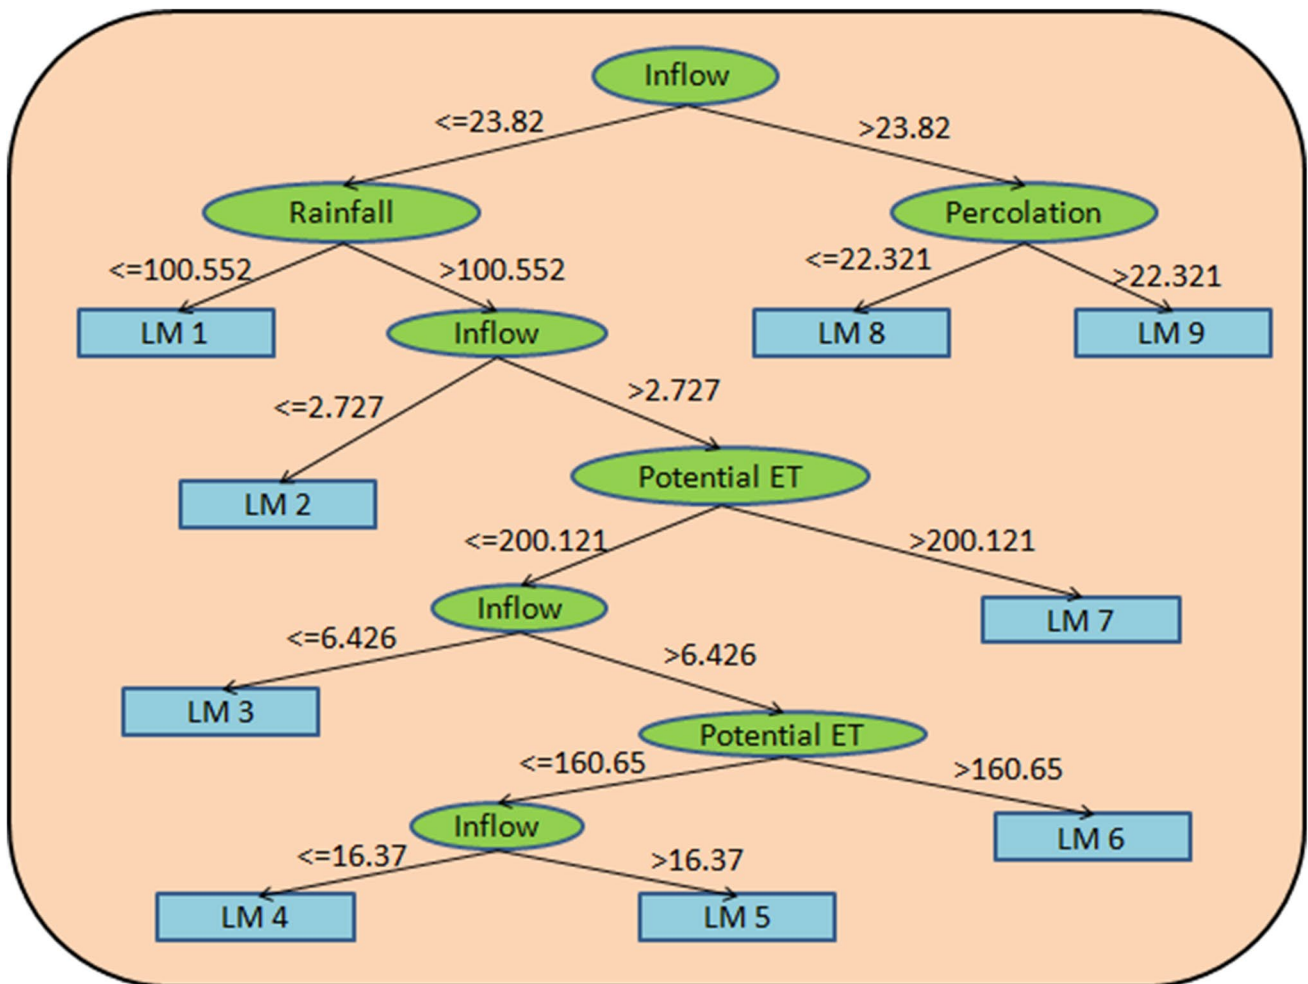 Inflow
<=23.82
>23.82
Rainfall
Percolation
<=100.552
>100.552
<=22.321
>22.321
LM 1
Inflow
LM 8
LM 9
<=2.727
>2.727
LM 2
Potential ET
<=200.121
>200.121
Inflow
LM 7
<=6.426
>6.426
LM 3
Potential ET
<=160.65
>160.65
Inflow
LM 6
<=16.37
>16.37
LM 4
LM 5